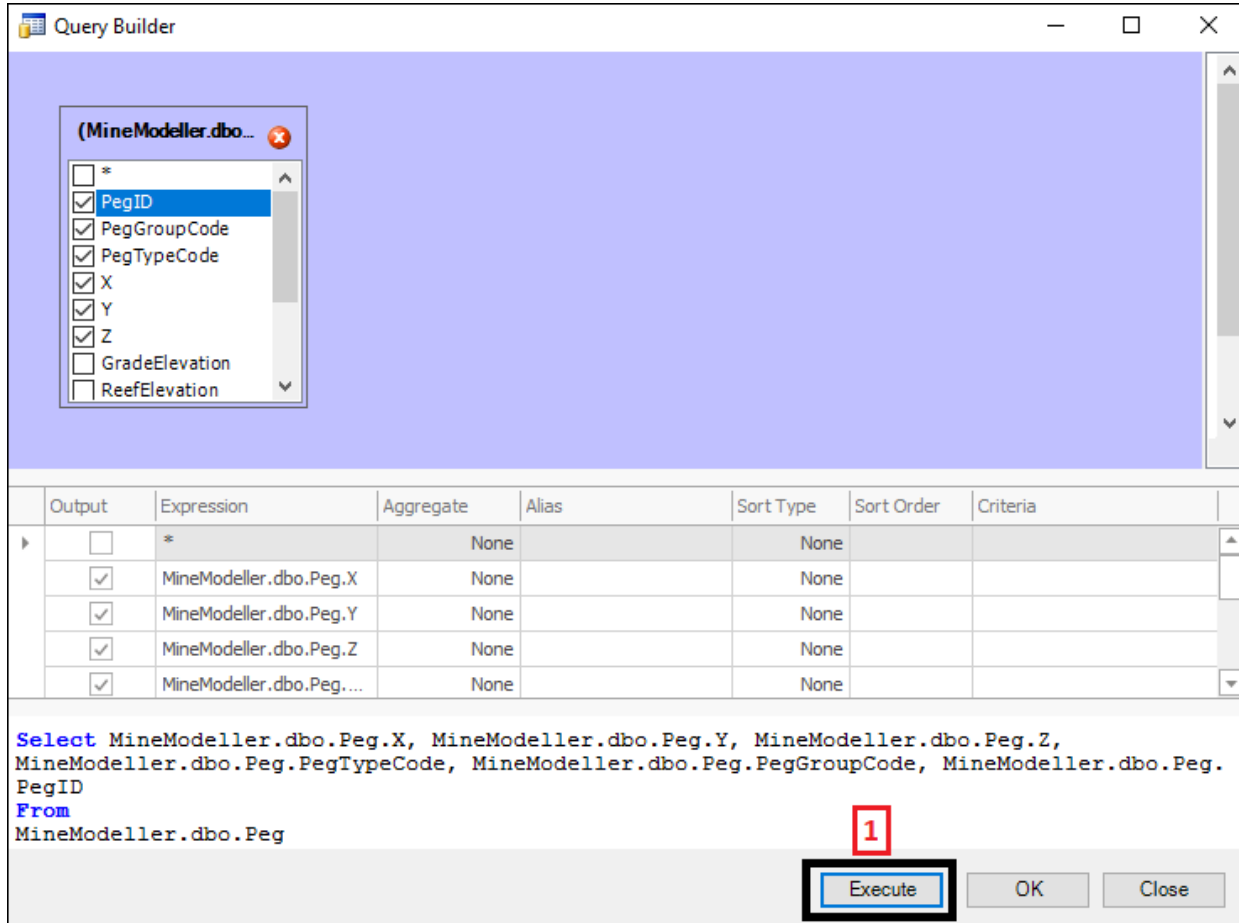 Query Builder
(MineModeller.dbo...
*
PegID
PegGroupCode
PegTypeCode
X
Y
Z
GradeElevation
ReefElevation
Output Expression Aggregate Alias Sort Type Sort Order Criteria
* None None
MineModeller.dbo.Peg.X None None
MineModeller.dbo.Peg.Y None None
MineModeller.dbo.Peg.Z None None
MineModeller.dbo.Peg.... None None
Select MineModeller.dbo.Peg.X, MineModeller.dbo.Peg.Y, MineModeller.dbo.Peg.Z,
MineModeller.dbo.Peg.PegTypeCode, MineModeller.dbo.Peg.PegGroupCode, MineModeller.dbo.Peg.
PegID
From
MineModeller.dbo.Peg
1
Execute OK Close